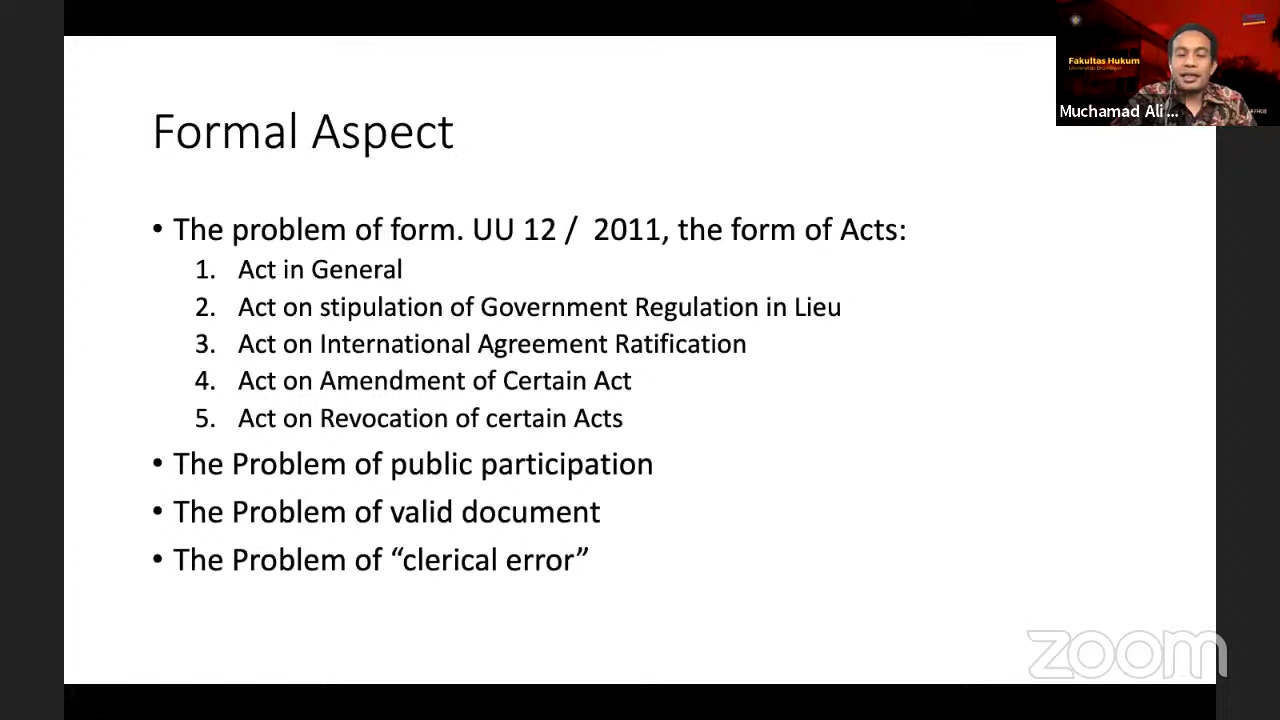 Formal Aspect
• The problem of form. UU 12 / 2011, the form of Acts:
1. Act in General
2. Act on stipulation of Government Regulation in Lieu
3. Act on International Agreement Ratification
4. Act on Amendment of Certain Act
5. Act on Revocation of certain Acts
• The Problem of public participation
• The Problem of valid document
• The Problem of “clerical error”
Fakultas Hukum
Muchamad Ali ...
zoom